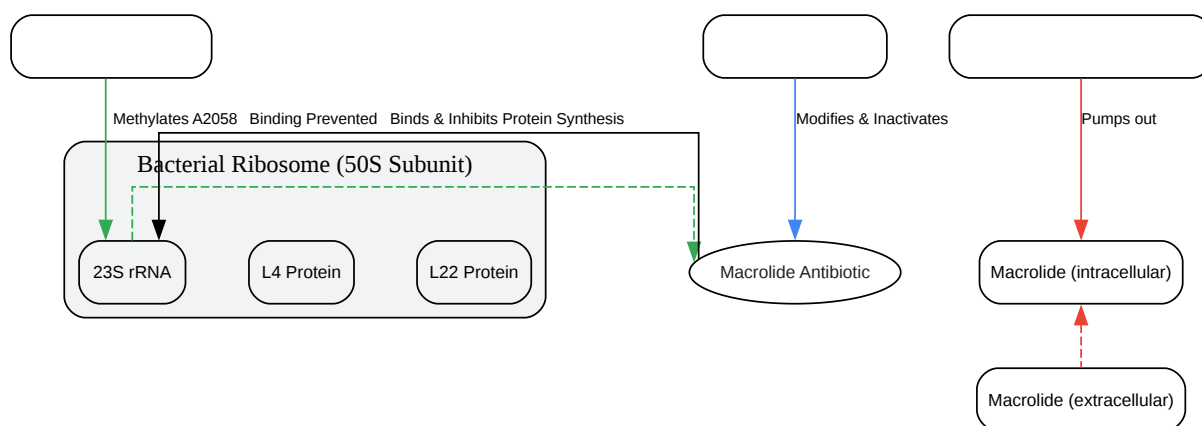 Methylates A2058
Binding Prevented
Binds & Inhibits Protein Synthesis
Modifies & Inactivates
Pumps out
Bacterial Ribosome (50S Subunit)
23S rRNA
L4 Protein
L22 Protein
Macrolide Antibiotic
Macrolide (intracellular)
Macrolide (extracellular)